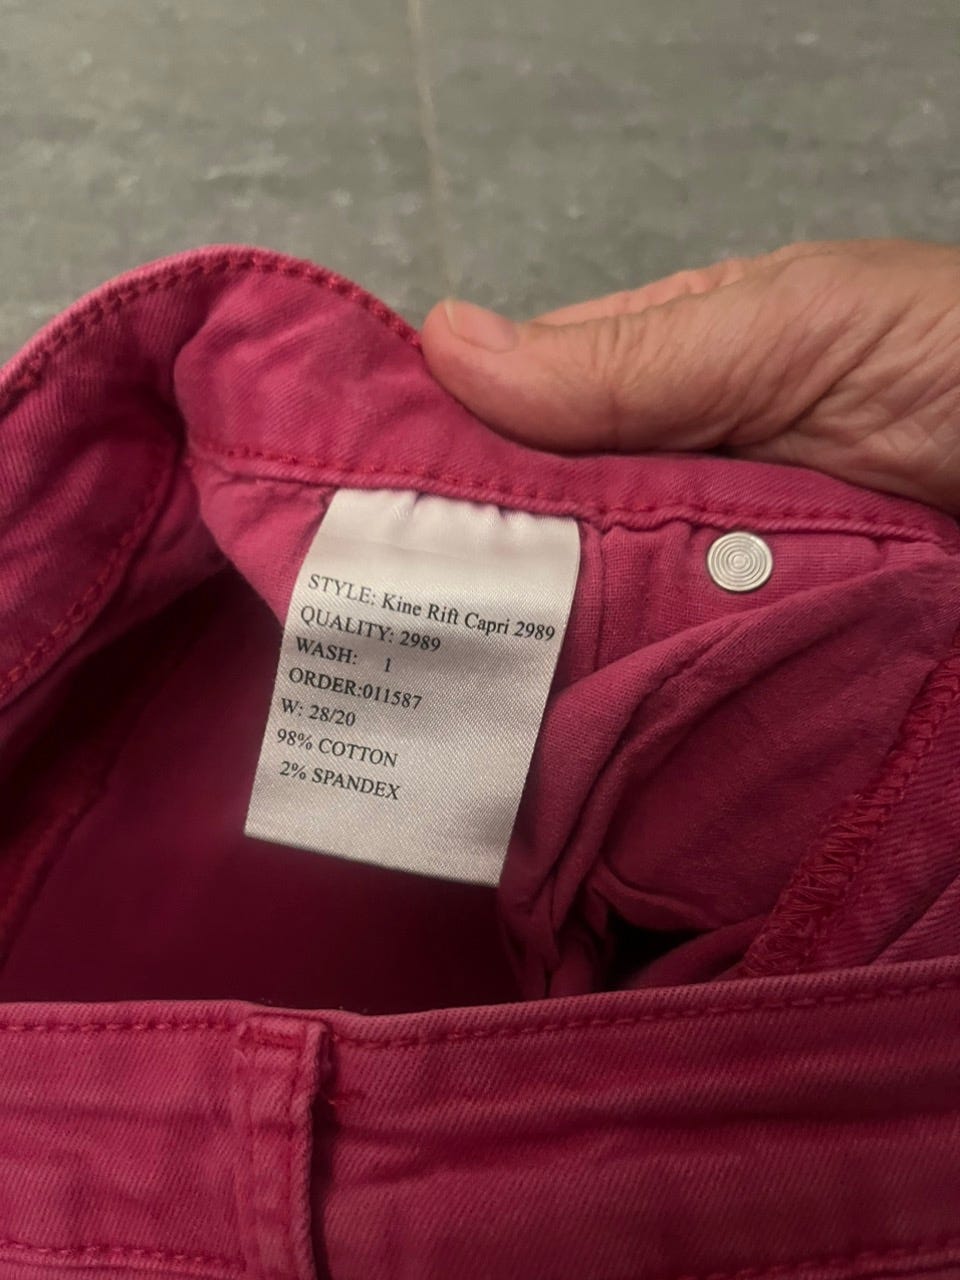 STYLE: Kine Rift Capri 2989
QUALITY: 2989
WASH: 1
ORDER:011587
W: 28/20
98% COTTON
2% SPANDEX